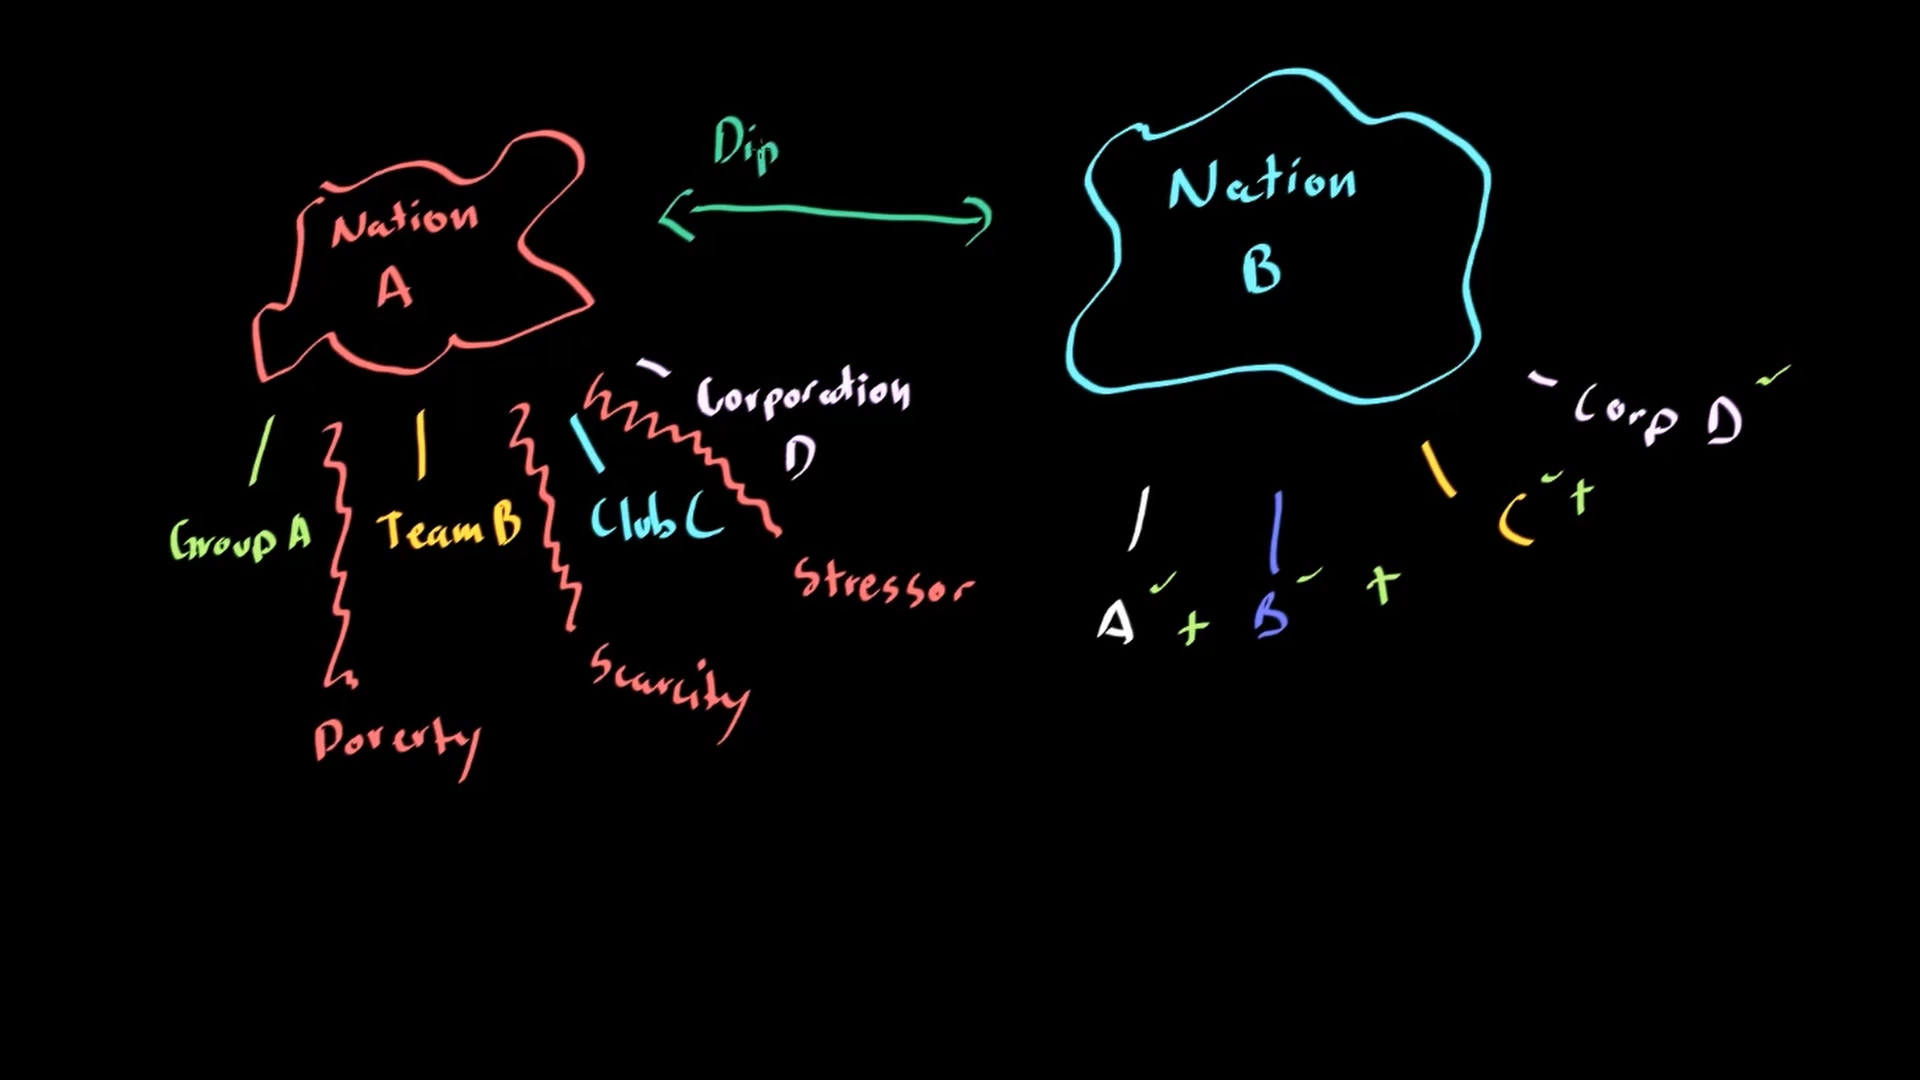 Dip
Nation
A
Nation
B
Corporation
D
Corp D ✓
Group A
Team B
Club C
C ✓ +
Stressor
A ✓ + B ✓ +
Scarcity
Poverty